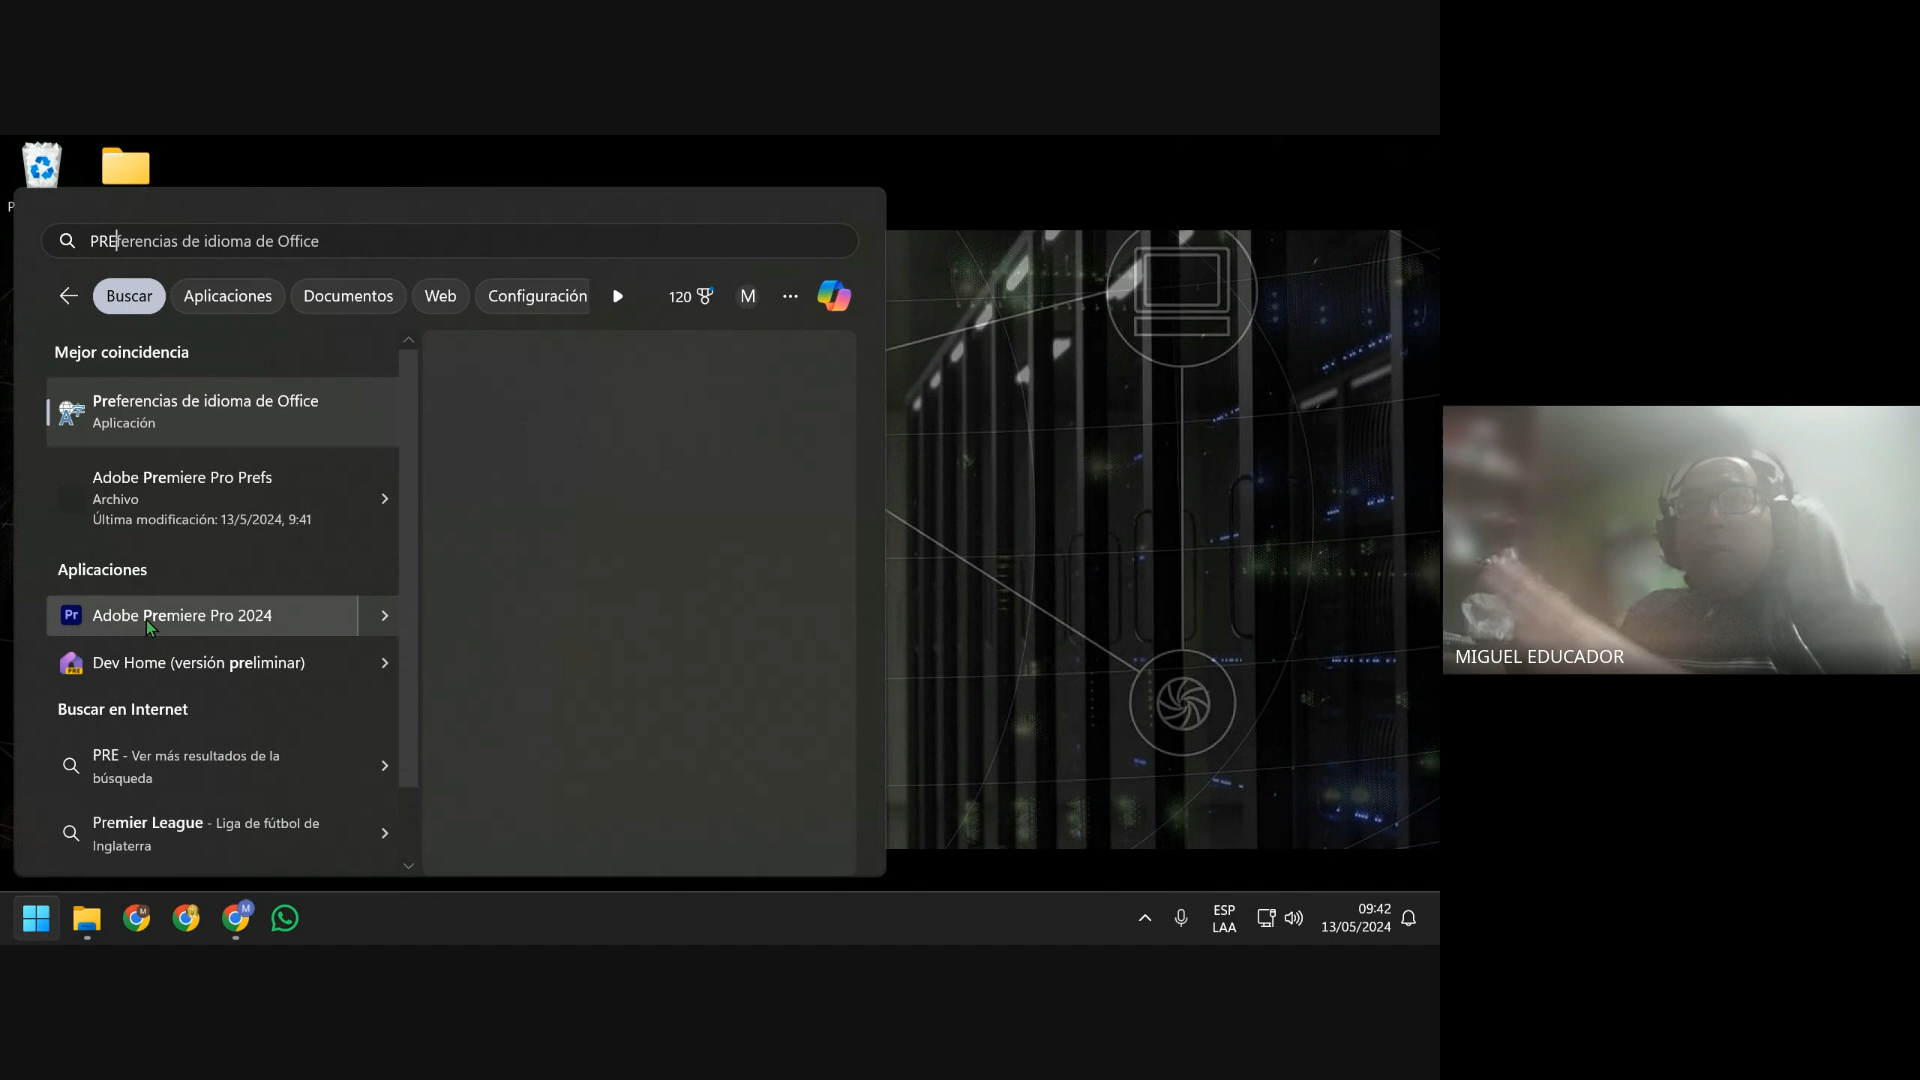 P
PREferencias de idioma de Office
Buscar
Aplicaciones
Documentos
Web
Configuración
120
M
Mejor coincidencia
Preferencias de idioma de Office
Aplicación
Adobe Premiere Pro Prefs
Archivo
Última modificación: 13/5/2024, 9:41
Aplicaciones
Pr
Adobe Premiere Pro 2024
PRE
Dev Home (versión preliminar)
Buscar en Internet
PRE - Ver más resultados de la
búsqueda
Premier League - Liga de fútbol de
Inglaterra
MIGUEL EDUCADOR
M
M
ESP
LAA
09:42
13/05/2024